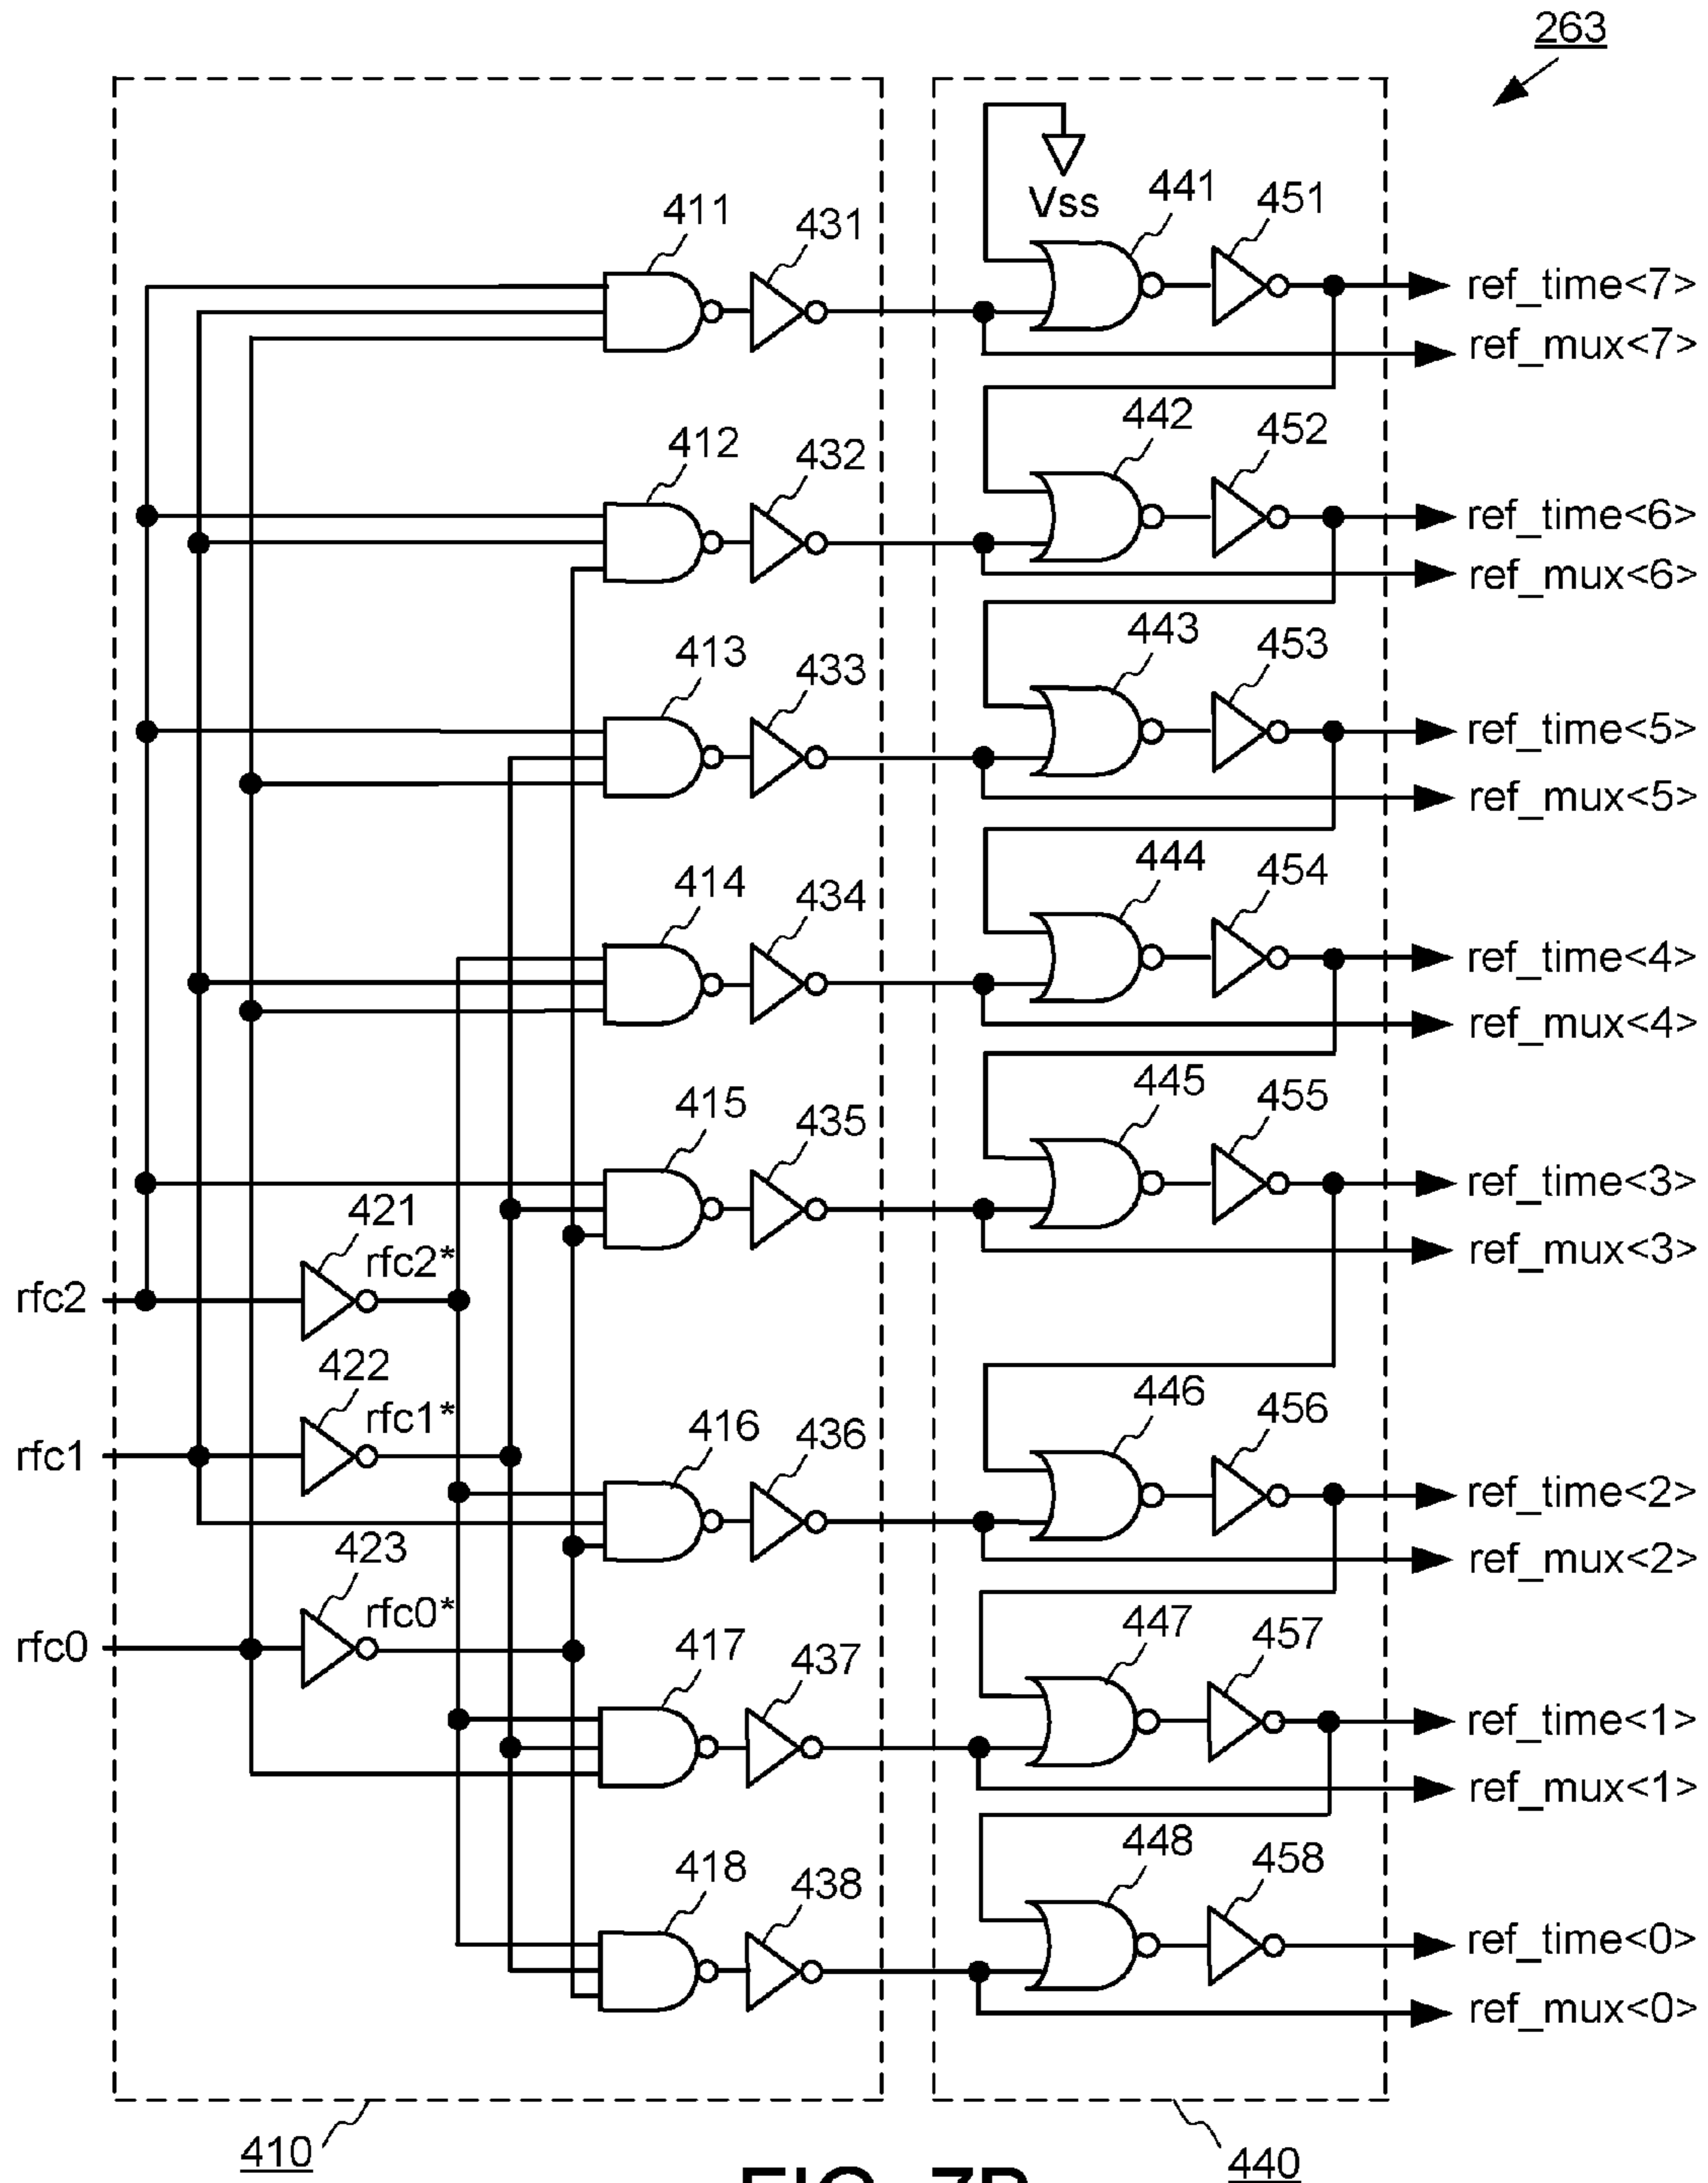 263
Vss
411
431
441
451
ref_time<7>
ref_mux<7>
412
432
442
452
ref_time<6>
ref_mux<6>
413
433
443
453
ref_time<5>
ref_mux<5>
414
434
444
454
ref_time<4>
ref_mux<4>
415
435
445
455
ref_time<3>
ref_mux<3>
421
rfc2*
rfc2
422
rfc1*
rfc1
416
436
446
456
ref_time<2>
ref_mux<2>
423
rfc0*
rfc0
417
437
447
457
ref_time<1>
ref_mux<1>
418
438
448
458
ref_time<0>
ref_mux<0>
410
440
FIG. 7B